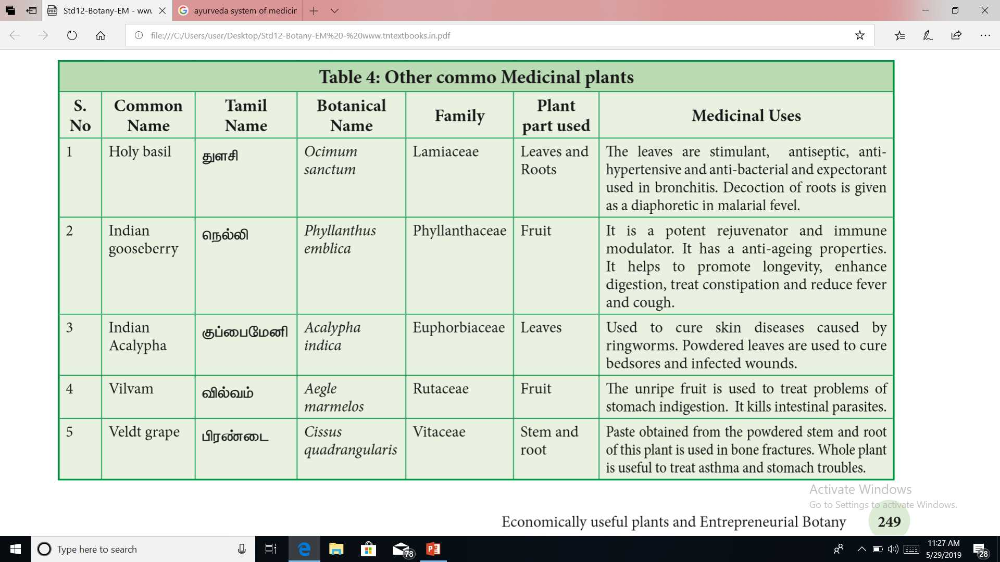 Std12-Botany-EM - www
ayurveda system of medicin
file:///C:/Users/user/Desktop/Std12-Botany-EM%20-%20www.tntextbooks.in.pdf
Table 4: Other commo Medicinal plants
S.
No
Common
Name
Tamil
Name
Botanical
Name
Family
Plant
part used
Medicinal Uses
1
Holy basil
துளசி
Ocimum
sanctum
Lamiaceae
Leaves and
Roots
The leaves are stimulant, antiseptic, anti-
hypertensive and anti-bacterial and expectorant
used in bronchitis. Decoction of roots is given
as a diaphoretic in malarial fevel.
2
Indian
gooseberry
நெல்லி
Phyllanthus
emblica
Phyllanthaceae
Fruit
It is a potent rejuvenator and immune
modulator. It has a anti-ageing properties.
It helps to promote longevity, enhance
digestion, treat constipation and reduce fever
and cough.
3
Indian
Acalypha
குப்பைமேனி
Acalypha
indica
Euphorbiaceae
Leaves
Used to cure skin diseases caused by
ringworms. Powdered leaves are used to cure
bedsores and infected wounds.
4
Vilvam
வில்வம்
Aegle
marmelos
Rutaceae
Fruit
The unripe fruit is used to treat problems of
stomach indigestion. It kills intestinal parasites.
5
Veldt grape
பிரண்டை
Cissus
quadrangularis
Vitaceae
Stem and
root
Paste obtained from the powdered stem and root
of this plant is used in bone fractures. Whole plant
is useful to treat asthma and stomach troubles.
Activate Windows
Go to Settings to activate Windows.
Economically useful plants and Entrepreneurial Botany
249
Type here to search
78
11:27 AM
5/29/2019
28